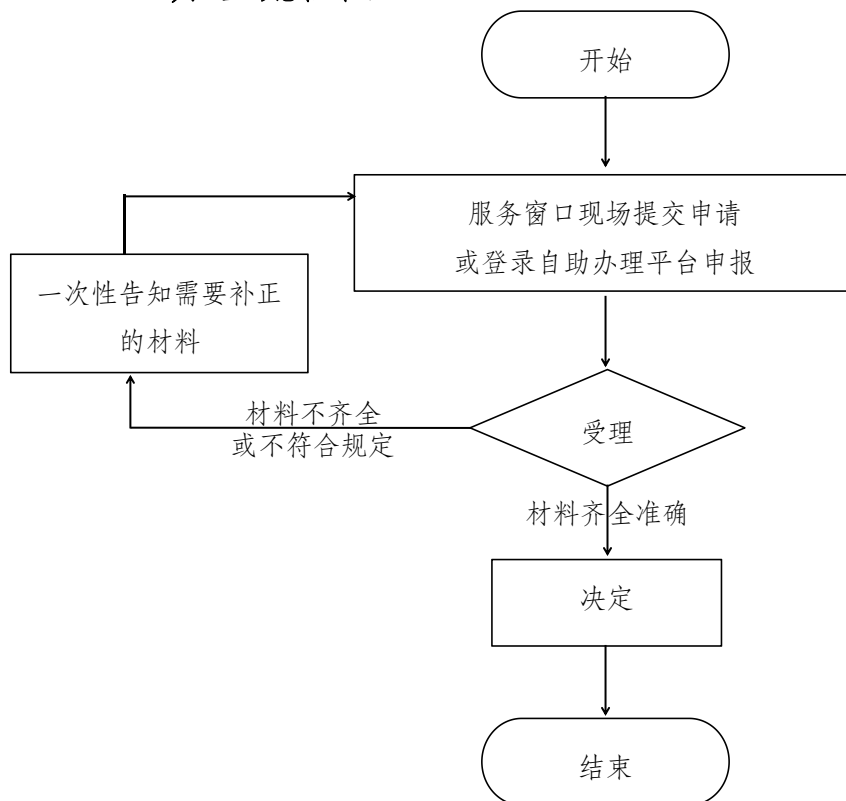 开始
服务窗口现场提交申请
或登录自助办理平台申报
一次性告知需要补正
的材料
材料不齐全
或不符合规定
受理
材料齐全准确
决定
结束